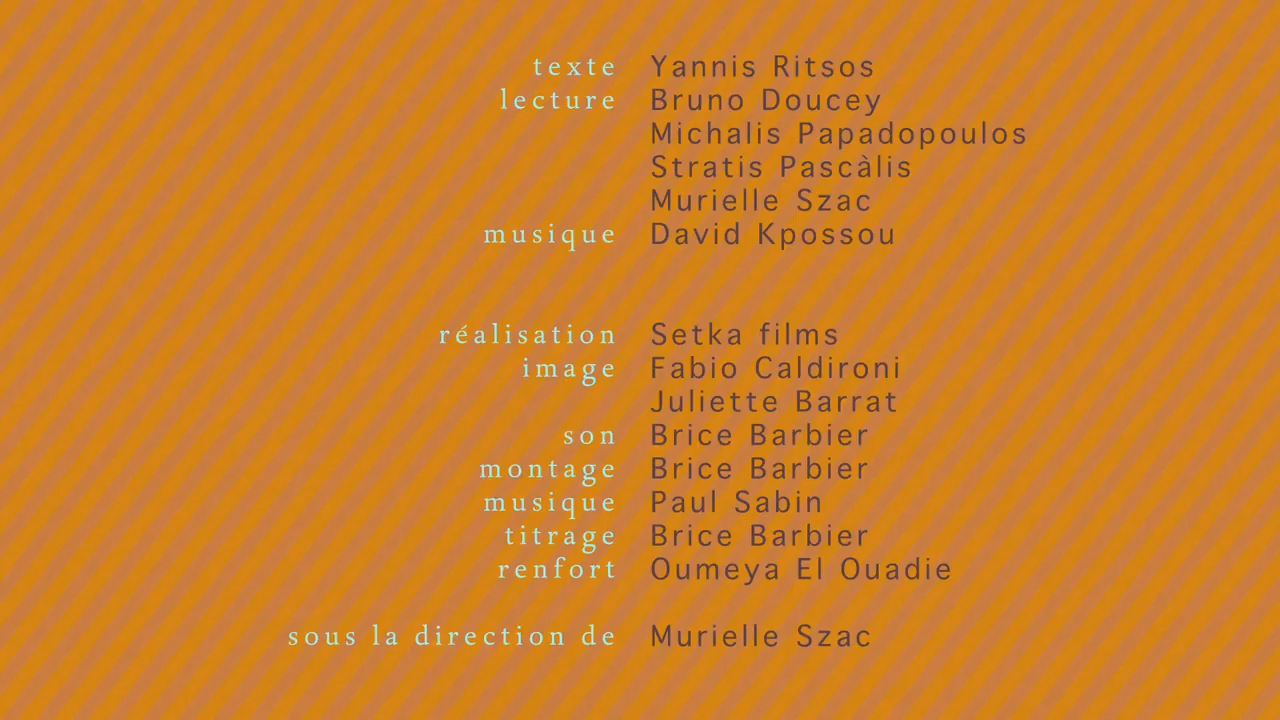 texte Yannis Ritsos
lecture Bruno Doucey
Michalis Papadopoulos
Stratis Pascàlis
Murielle Szac
musique David Kpossou
réalisation Setka films
image Fabio Caldironi
Juliette Barrat
son Brice Barbier
montage Brice Barbier
musique Paul Sabin
titrage Brice Barbier
renfort Oumeya El Ouadie
sous la direction de Murielle Szac